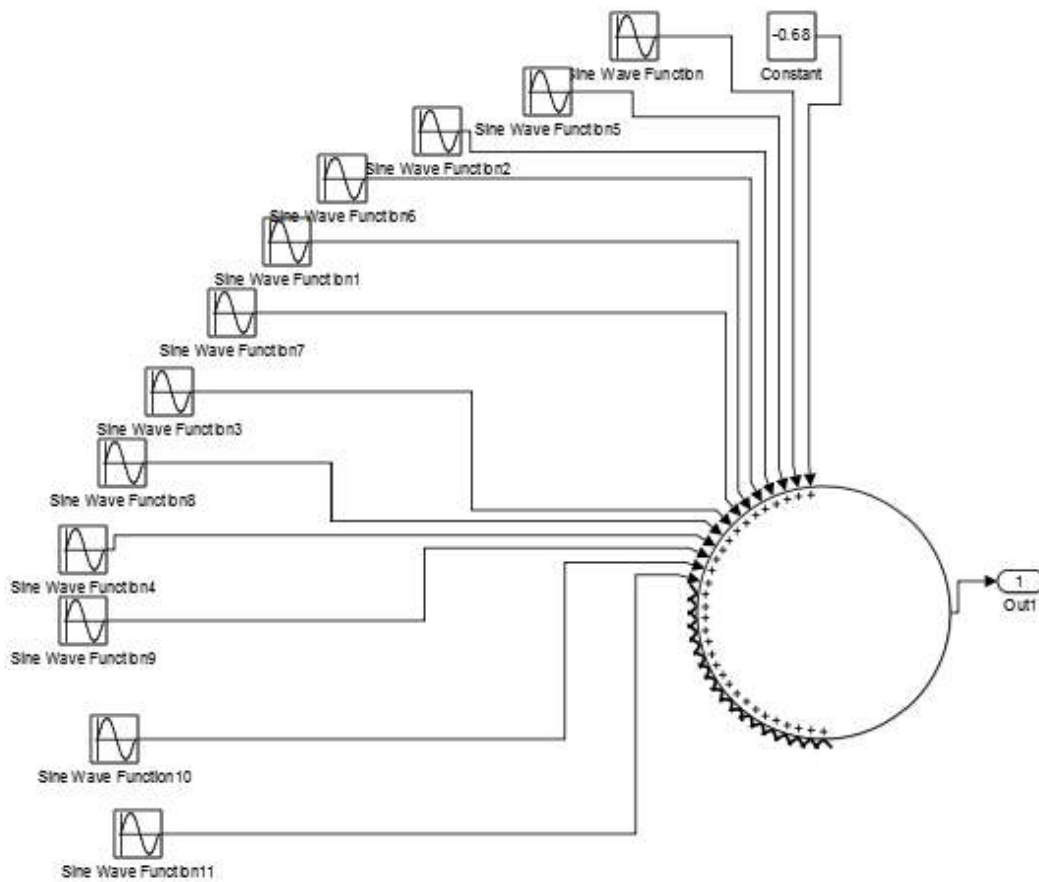 -0.68
Sine Wave Function
Constant
Sine Wave Function5
Sine Wave Function2
Sine Wave Function6
Sine Wave Function1
Sine Wave Function7
Sine Wave Function3
Sine Wave Function8
Sine Wave Function4
1
Out1
Sine Wave Function9
Sine Wave Function10
Sine Wave Function11